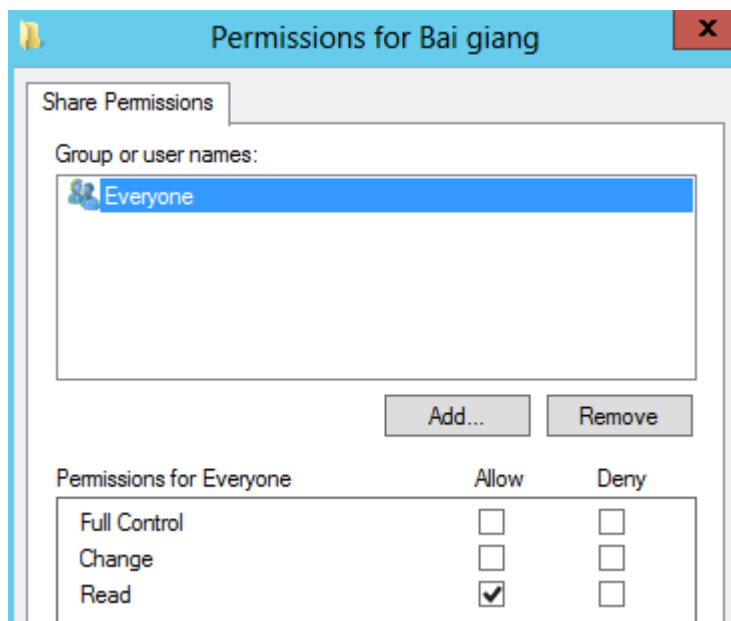 Permissions for Bai giang
x
Share Permissions
Group or user names:
Everyone
Add... Remove
Permissions for Everyone Allow Deny
Full Control
Change
Read